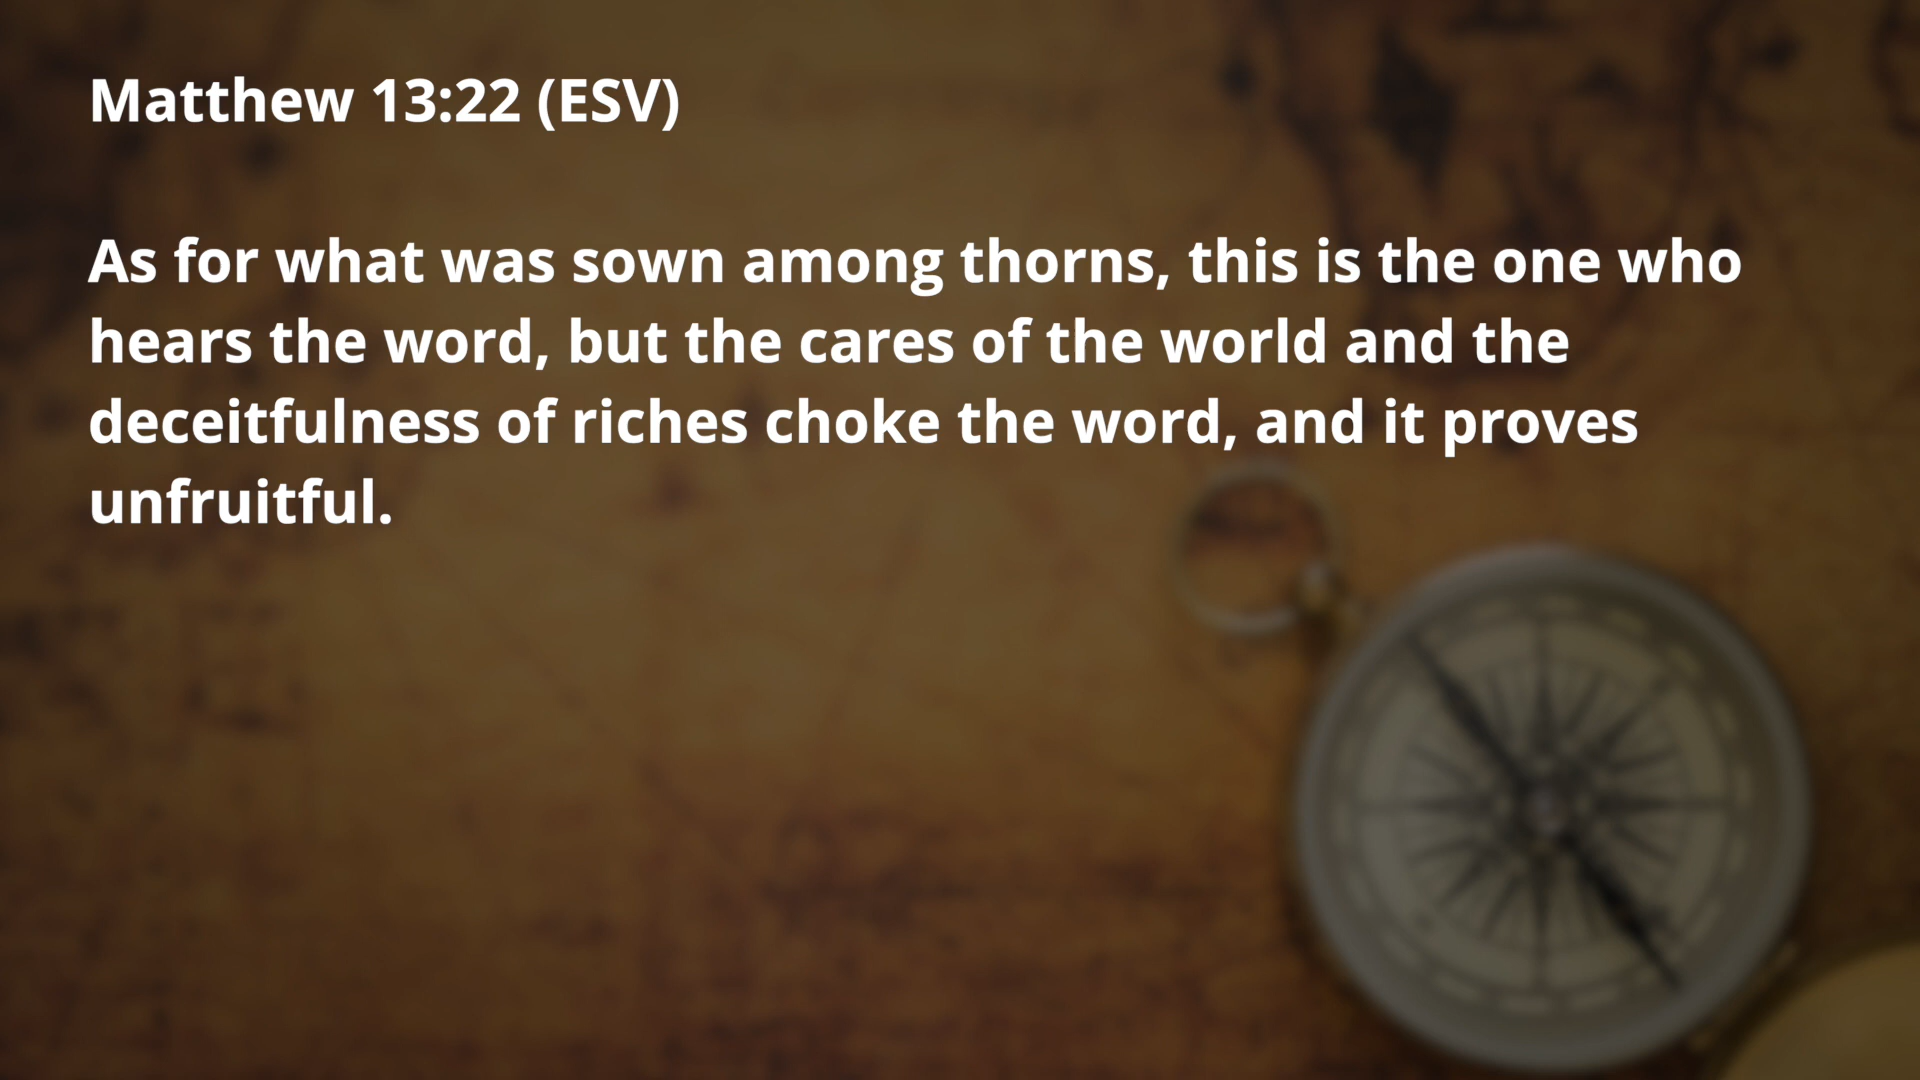 Matthew 13:22 (ESV)
As for what was sown among thorns, this is the one who
hears the word, but the cares of the world and the
deceitfulness of riches choke the word, and it proves
unfruitful.